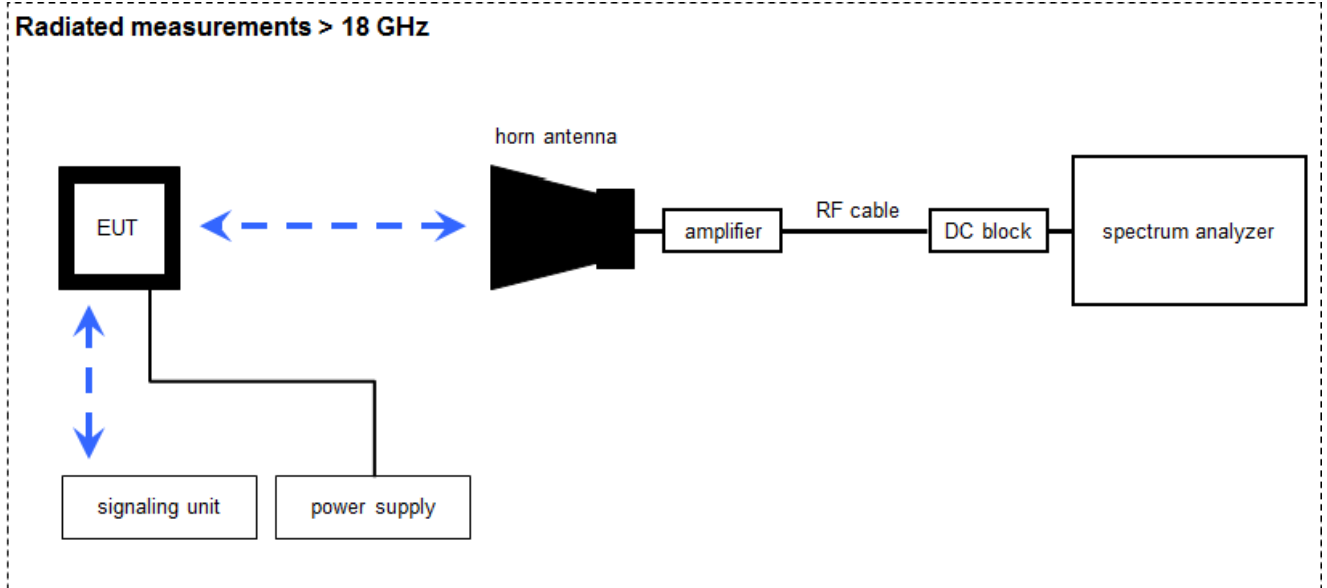 Radiated measurements > 18 GHz
horn antenna
EUT
amplifier
RF cable
DC block
spectrum analyzer
signaling unit
power supply